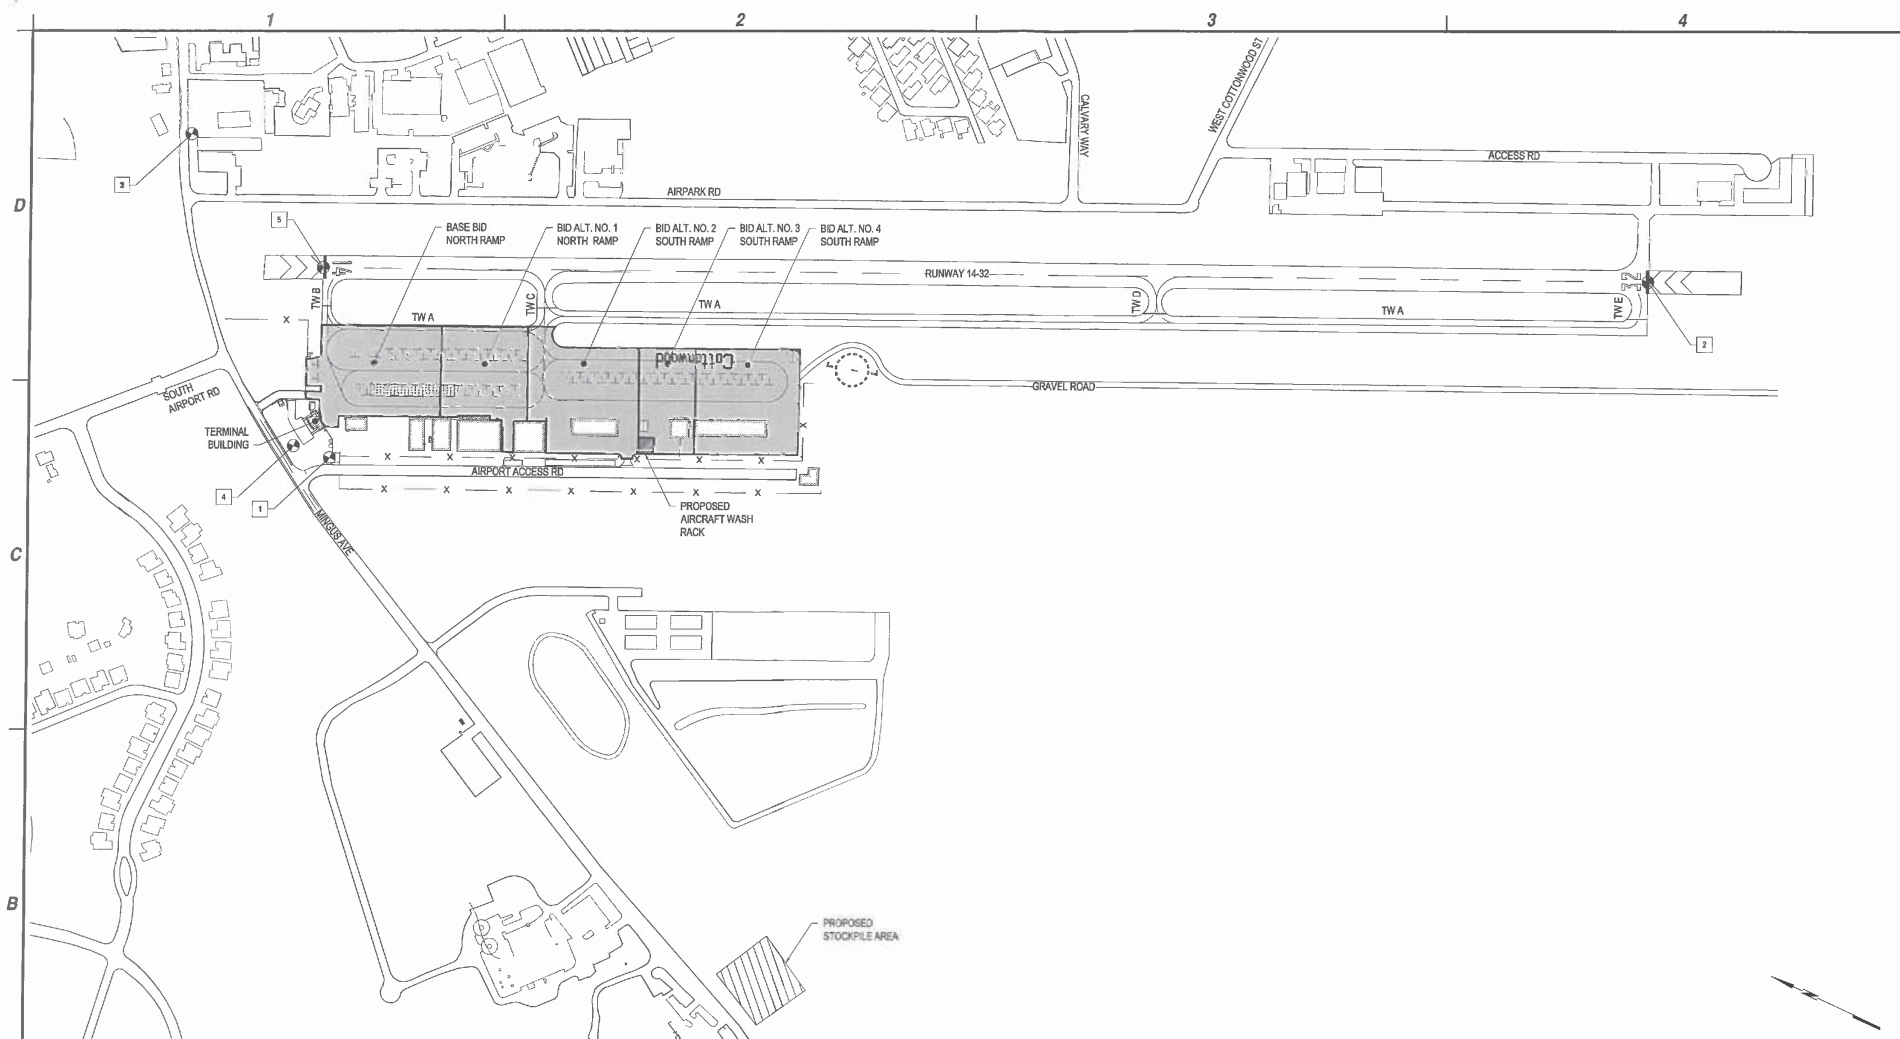 1
2
3
4
D
C
B
WEST COTTONWOOD ST
CALVARY WAY
ACCESS RD
3
AIRPARK RD
5
BASE BID
NORTH RAMP
BID ALT. NO. 1
NORTH RAMP
BID ALT. NO. 2
SOUTH RAMP
BID ALT. NO. 3
SOUTH RAMP
BID ALT. NO. 4
SOUTH RAMP
14
RUNWAY 14-32
32
TW B
TW C
TW A
TW A
TW D
TW A
TW E
2
X
Cottonwood
GRAVEL ROAD
SOUTH
AIRPORT RD
TERMINAL
BUILDING
X
X X X X X X X
AIRPORT ACCESS RD
X X X X X X X
4
1
MINGUS AVE
PROPOSED
AIRCRAFT WASH
RACK
PROPOSED
STOCKPILE AREA
N